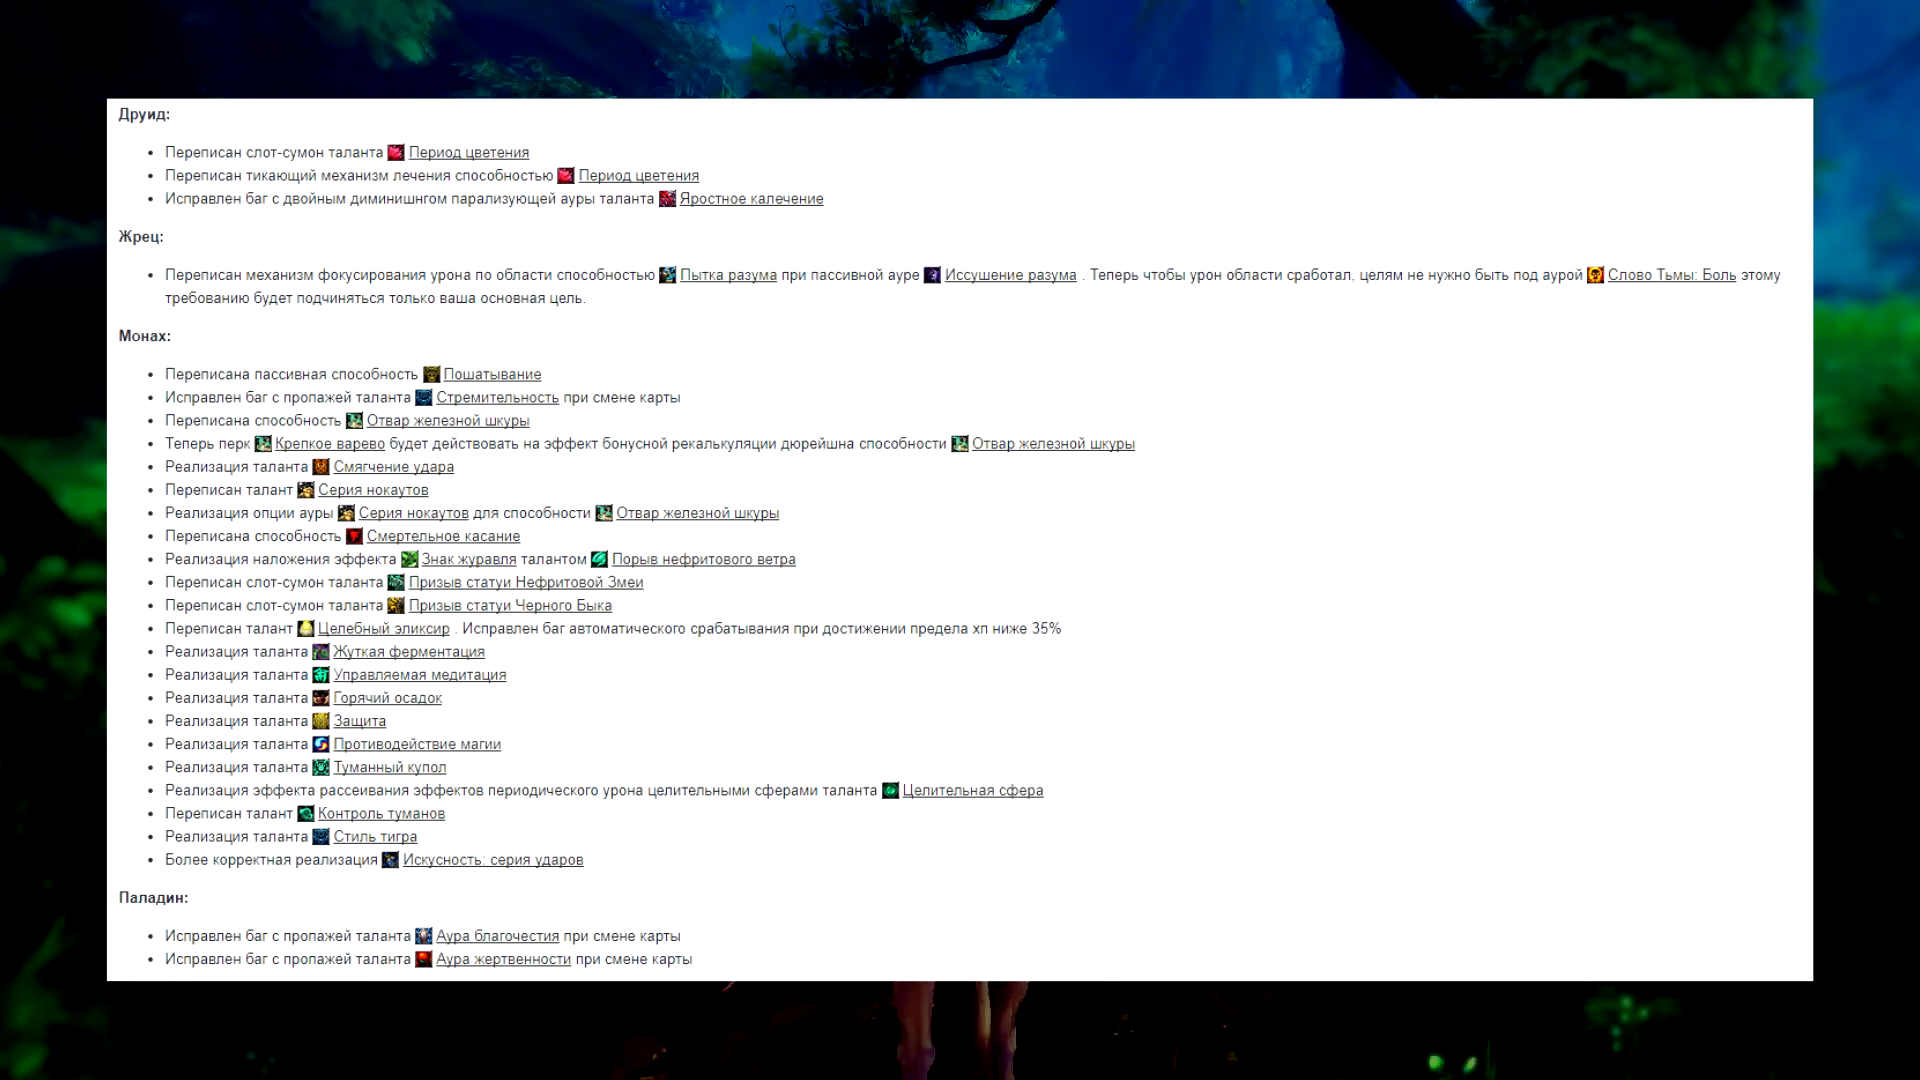 Друид:
Переписан слот-сумон таланта Период цветения
Переписан тикающий механизм лечения способностью Период цветения
Исправлен баг с двойным диминишнгом парализующей ауры таланта Яростное калечение
Жрец:
Переписан механизм фокусирования урона по области способностью Пытка разума при пассивной ауре Иссушение разума . Теперь чтобы урон области сработал, целям не нужно быть под аурой Слово Тьмы: Боль этому
требованию будет подчиняться только ваша основная цель.
Монах:
Переписана пассивная способность Пошатывание
Исправлен баг с пропажей таланта Стремительность при смене карты
Переписана способность Отвар железной шкуры
Теперь перк Крепкое варево будет действовать на эффект бонусной рекалькуляции дюрейшна способности Отвар железной шкуры
Реализация таланта Смягчение удара
Переписан талант Серия нокаутов
Реализация опции ауры Серия нокаутов для способности Отвар железной шкуры
Переписана способность Смертельное касание
Реализация наложения эффекта Знак журавля талантом Порыв нефритового ветра
Переписан слот-сумон таланта Призыв статуи Нефритовой Змеи
Переписан слот-сумон таланта Призыв статуи Черного Быка
Переписан талант Целебный эликсир . Исправлен баг автоматического срабатывания при достижении предела хп ниже 35%
Реализация таланта Жуткая ферментация
Реализация таланта Управляемая медитация
Реализация таланта Горячий осадок
Реализация таланта Защита
Реализация таланта Противодействие магии
Реализация таланта Туманный купол
Реализация эффекта рассеивания эффектов периодического урона целительными сферами таланта Целительная сфера
Переписан талант Контроль туманов
Реализация таланта Стиль тигра
Более корректная реализация Искусность: серия ударов
Паладин:
Исправлен баг с пропажей таланта Аура благочестия при смене карты
Исправлен баг с пропажей таланта Аура жертвенности при смене карты